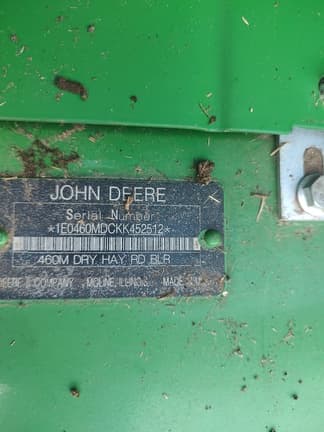 JOHN DEERE
Serial Number
*1E0460MDCKK452512*
460M DRY HAY RD BLR
DEERE & COMPANY MOLINE, ILLINOIS MADE IN